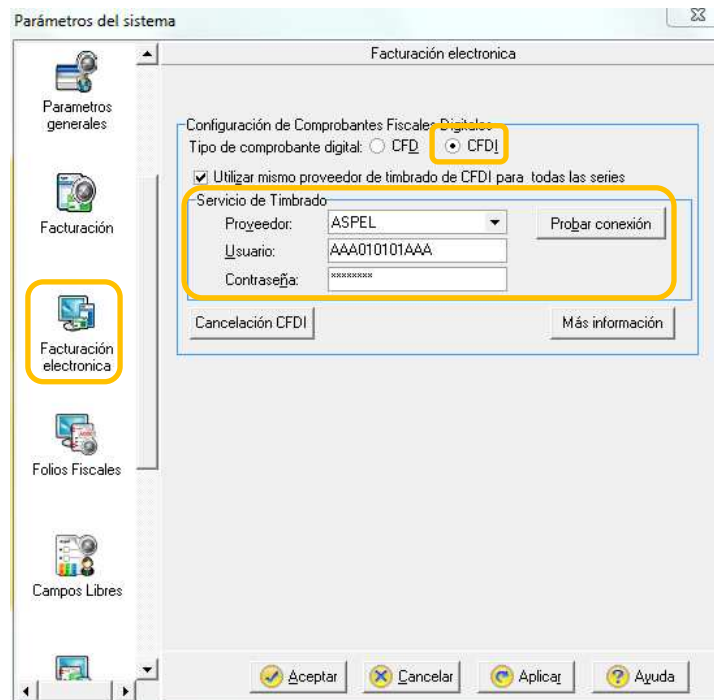 Parámetros del sistema
Parametros
generales
Facturación
Facturación
electronica
Folios Fiscales
Campos Libres
Facturación electronica
Configuración de Comprobantes Fiscales Digitales
Tipo de comprobante digital: CFD CFDI
Utilizar mismo proveedor de timbrado de CFDI para todas las series
Servicio de Timbrado
Proveedor: ASPEL Probar conexión
Usuario: AAA010101AAA
Contraseña: ********
Cancelación CFDI Más información
Aceptar Cancelar Aplicar Ayuda